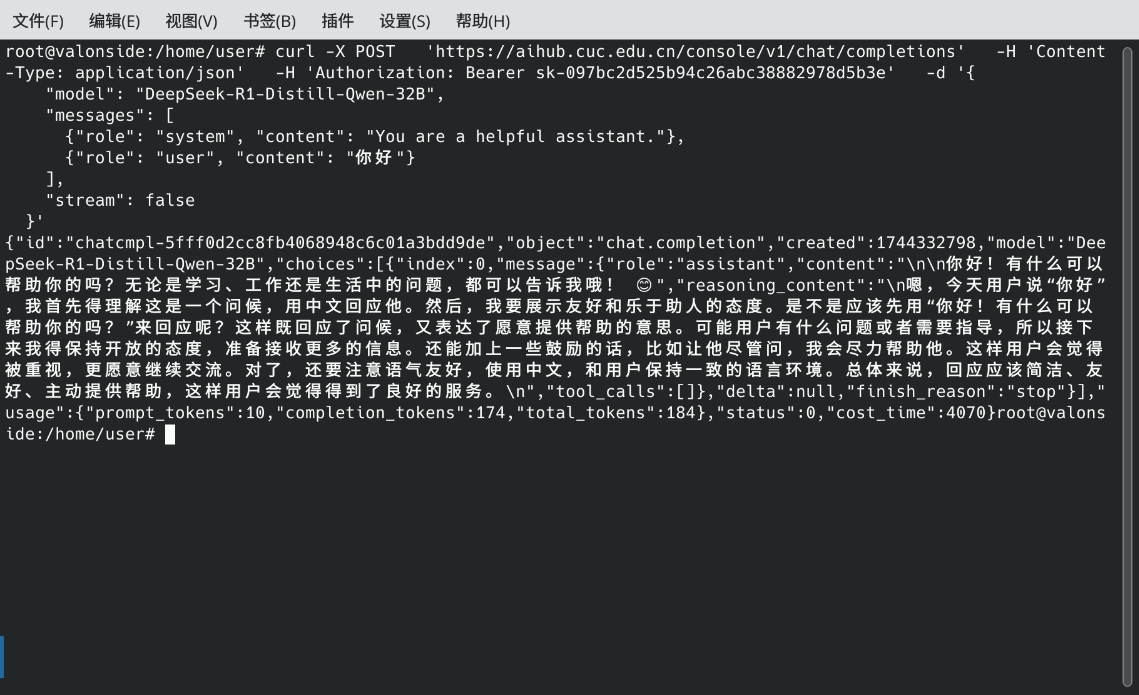 文件(F) 编辑(E) 视图(V) 书签(B) 插件 设置(S) 帮助(H)
root@valonside:/home/user# curl -X POST   'https://aihub.cuc.edu.cn/console/v1/chat/completions'   -H 'Content
-Type: application/json'   -H 'Authorization: Bearer sk-097bc2d525b94c26abc38882978d5b3e'   -d '{
    "model": "DeepSeek-R1-Distill-Qwen-32B",
    "messages": [
      {"role": "system", "content": "You are a helpful assistant."},
      {"role": "user", "content": "你好"}
    ],
    "stream": false
  }'
{"id":"chatcmpl-5fff0d2cc8fb4068948c6c01a3bdd9de","object":"chat.completion","created":1744332798,"model":"Dee
pSeek-R1-Distill-Qwen-32B","choices":[{"index":0,"message":{"role":"assistant","content":"\n\n你好！有什么可以
帮助你的吗？无论是学习、工作还是生活中的问题，都可以告诉我哦！ 😊","reasoning_content":"\n嗯，今天用户说“你好”
，我首先得理解这是一个问候，用中文回应他。然后，我要展示友好和乐于助人的态度。是不是应该先用“你好！有什么可以
帮助你的吗？”来回应呢？这样既回应了问候，又表达了愿意提供帮助的意思。可能用户有什么问题或者需要指导，所以接下
来我得保持开放的态度，准备接收更多的信息。还能加上一些鼓励的话，比如让他尽管问，我会尽力帮助他。这样用户会觉得
被重视，更愿意继续交流。对了，还要注意语气友好，使用中文，和用户保持一致的语言环境。总体来说，回应应该简洁、友
好、主动提供帮助，这样用户会觉得得到了良好的服务。\n","tool_calls":[]},"delta":null,"finish_reason":"stop"}],"
usage":{"prompt_tokens":10,"completion_tokens":174,"total_tokens":184},"status":0,"cost_time":4070}root@valons
ide:/home/user#